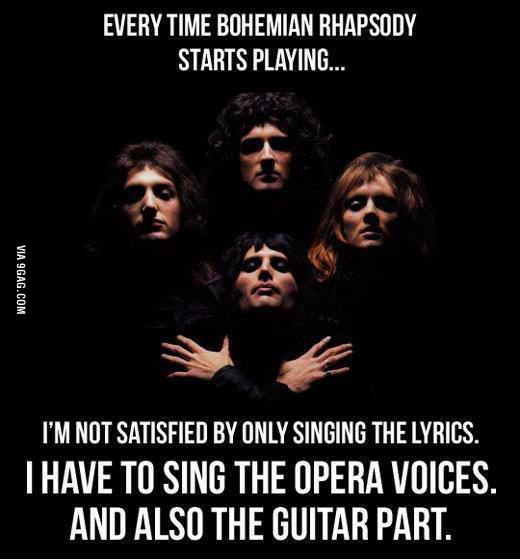 EVERY TIME BOHEMIAN RHAPSODY
STARTS PLAYING...
VIA 9GAG.COM
I'M NOT SATISFIED BY ONLY SINGING THE LYRICS.
I HAVE TO SING THE OPERA VOICES.
AND ALSO THE GUITAR PART.